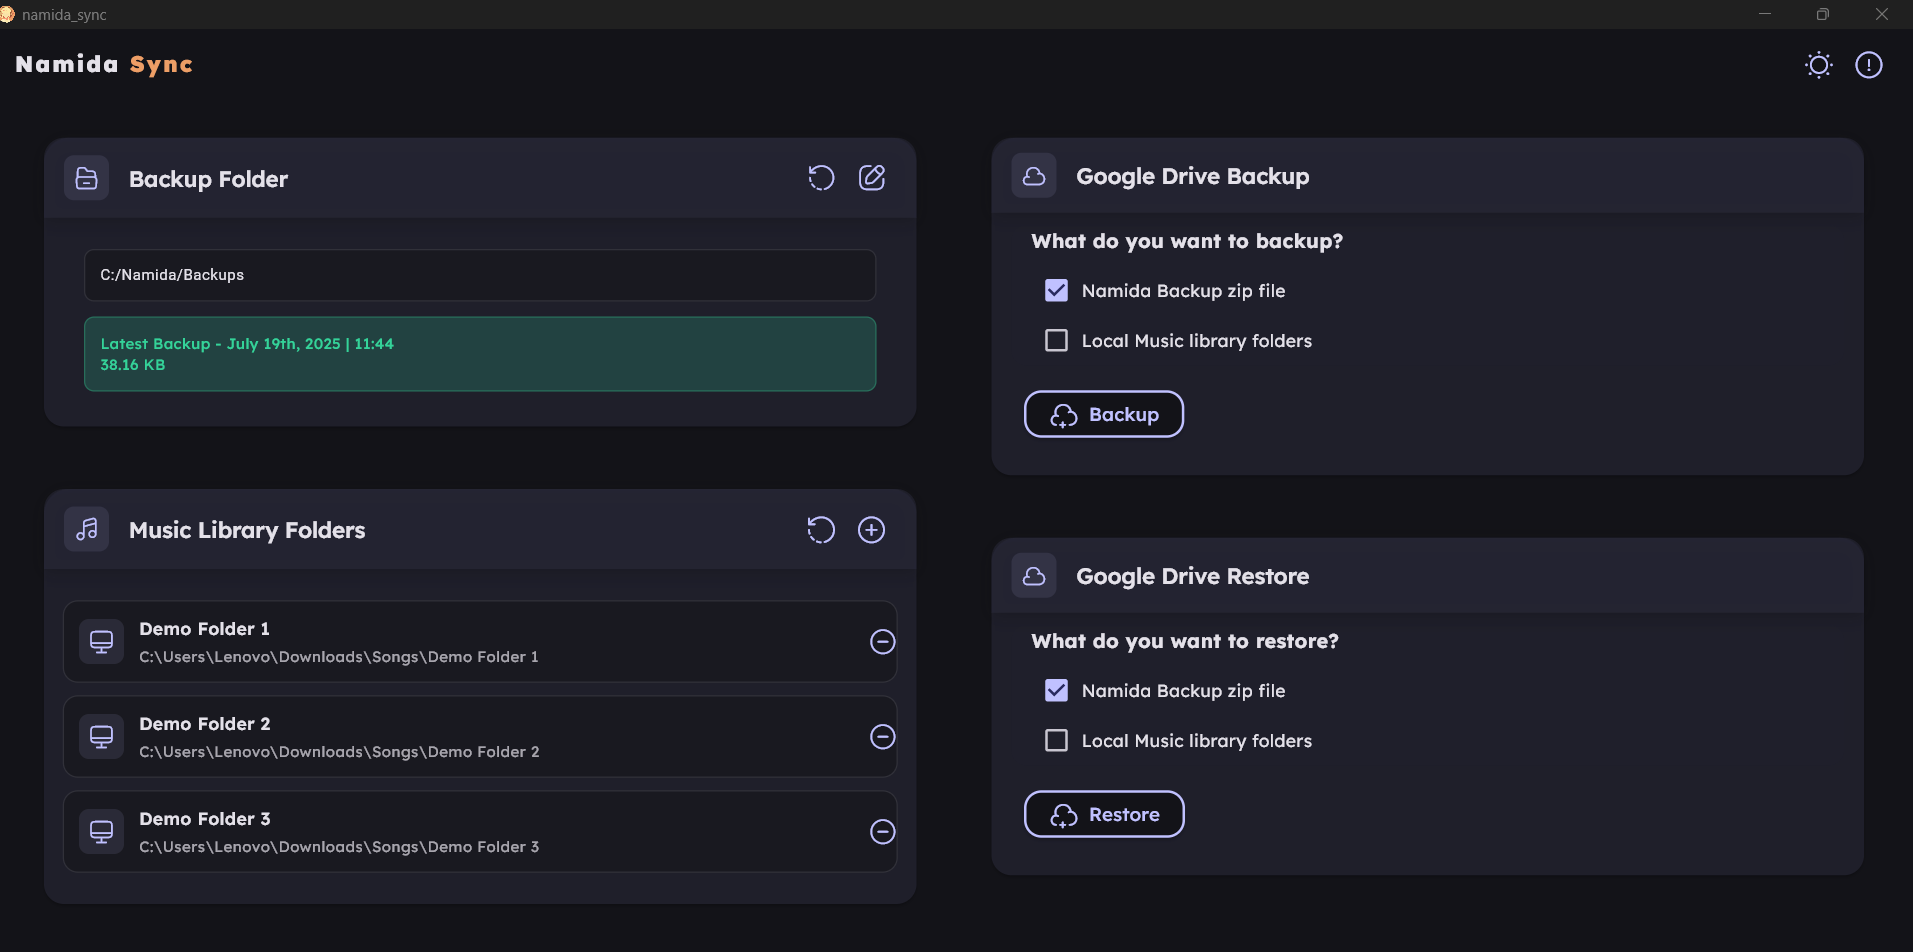 namida_sync
Namida Sync
Backup Folder
C:/Namida/Backups
Latest Backup - July 19th, 2025 | 11:44
38.16 KB
Music Library Folders
Demo Folder 1
C:\Users\Lenovo\Downloads\Songs\Demo Folder 1
Demo Folder 2
C:\Users\Lenovo\Downloads\Songs\Demo Folder 2
Demo Folder 3
C:\Users\Lenovo\Downloads\Songs\Demo Folder 3
Google Drive Backup
What do you want to backup?
Namida Backup zip file
Local Music library folders
Backup
Google Drive Restore
What do you want to restore?
Namida Backup zip file
Local Music library folders
Restore